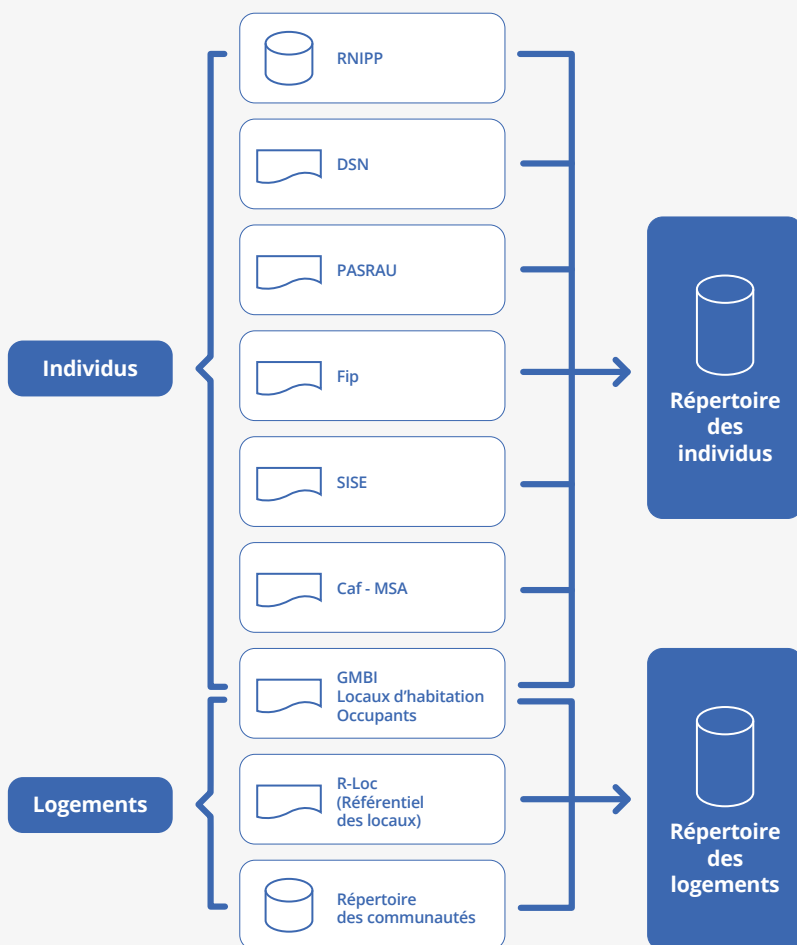 RNIPP
DSN
PASRAU
Fip
SISE
Caf - MSA
GMBI
Locaux d'habitation
Occupants
R-Loc
(Référentiel
des locaux)
Répertoire
des communautés
Individus
Logements
Répertoire
des
individus
Répertoire
des
logements